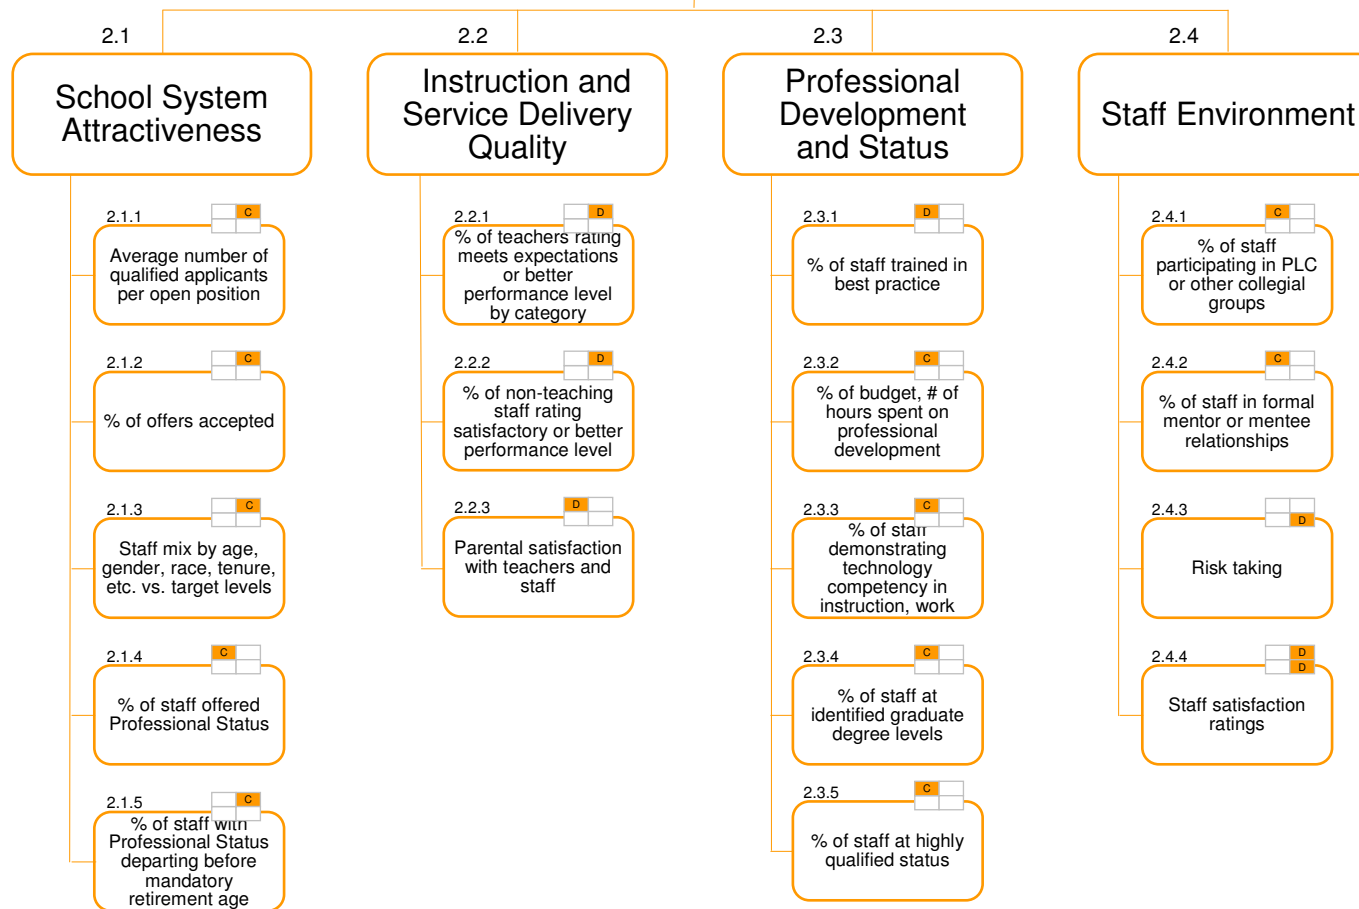 2.1
School System
Attractiveness
2.1.1
C
Average number of
qualified applicants
per open position
2.1.2
C
% of offers accepted
2.1.3
C
Staff mix by age,
gender, race, tenure,
etc. vs. target levels
2.1.4
C
% of staff offered
Professional Status
2.1.5
C
% of staff with
Professional Status
departing before
mandatory
retirement age
2.2
Instruction and
Service Delivery
Quality
2.2.1
D
% of teachers rating
meets expectations
or better
performance level
by category
2.2.2
D
% of non-teaching
staff rating
satisfactory or better
performance level
2.2.3
D
Parental satisfaction
with teachers and
staff
2.3
Professional
Development
and Status
2.3.1
D
% of staff trained in
best practice
2.3.2
C
% of budget, # of
hours spent on
professional
development
2.3.3
C
% of staff
demonstrating
technology
competency in
instruction, work
2.3.4
C
% of staff at
identified graduate
degree levels
2.3.5
C
% of staff at highly
qualified status
2.4
Staff Environment
2.4.1
C
% of staff
participating in PLC
or other collegial
groups
2.4.2
C
% of staff in formal
mentor or mentee
relationships
2.4.3
D
Risk taking
2.4.4
D
D
Staff satisfaction
ratings